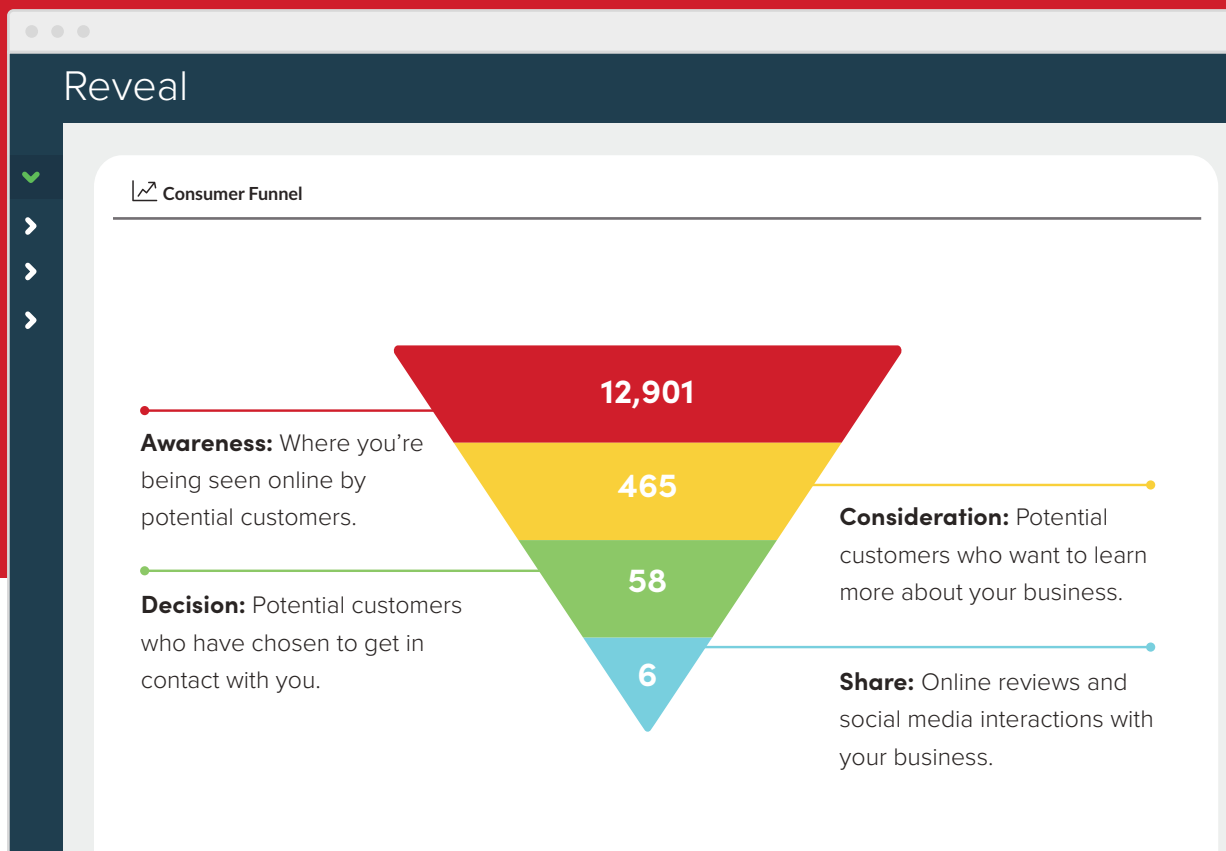 Reveal
Consumer Funnel
12,901
Awareness: Where you’re
being seen online by
potential customers.
465
Consideration: Potential
customers who want to learn
more about your business.
58
Decision: Potential customers
who have chosen to get in
contact with you.
6
Share: Online reviews and
social media interactions with
your business.